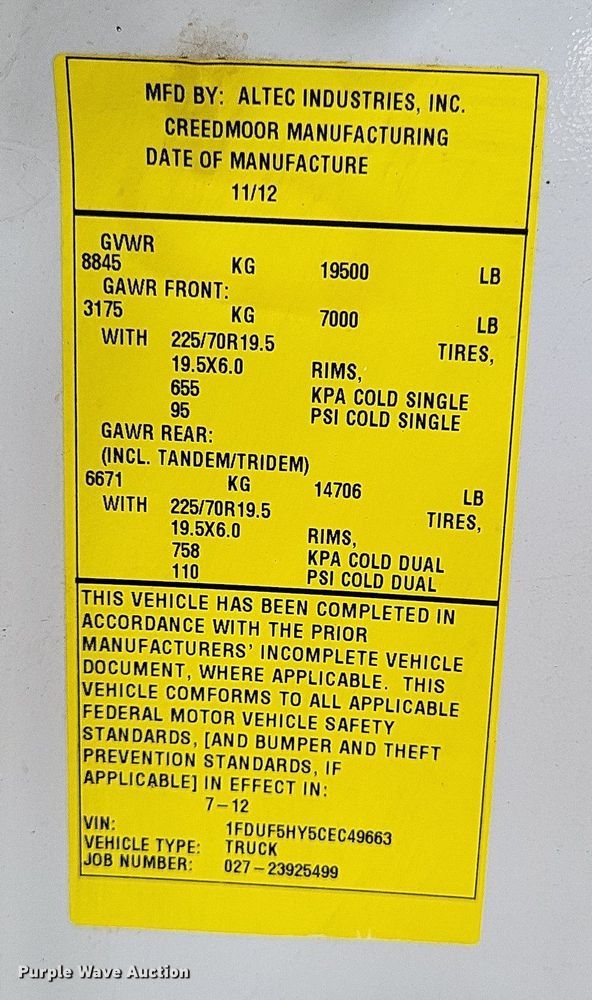 MFD BY: ALTEC INDUSTRIES, INC.
CREEDMOOR MANUFACTURING
DATE OF MANUFACTURE
11/12
GVWR
8845 KG 19500 LB
GAWR FRONT:
3175 KG 7000 LB
WITH 225/70R19.5 TIRES,
19.5X6.0 RIMS,
655 KPA COLD SINGLE
95 PSI COLD SINGLE
GAWR REAR:
(INCL. TANDEM/TRIDEM)
6671 KG 14706 LB
WITH 225/70R19.5 TIRES,
19.5X6.0 RIMS,
758 KPA COLD DUAL
110 PSI COLD DUAL
THIS VEHICLE HAS BEEN COMPLETED IN
ACCORDANCE WITH THE PRIOR
MANUFACTURERS' INCOMPLETE VEHICLE
DOCUMENT, WHERE APPLICABLE. THIS
VEHICLE COMFORMS TO ALL APPLICABLE
FEDERAL MOTOR VEHICLE SAFETY
STANDARDS, [AND BUMPER AND THEFT
PREVENTION STANDARDS, IF
APPLICABLE] IN EFFECT IN:
7-12
VIN: 1FDUF5HY5CEC49663
VEHICLE TYPE: TRUCK
JOB NUMBER: 027-23925499
Purple Wave Auction